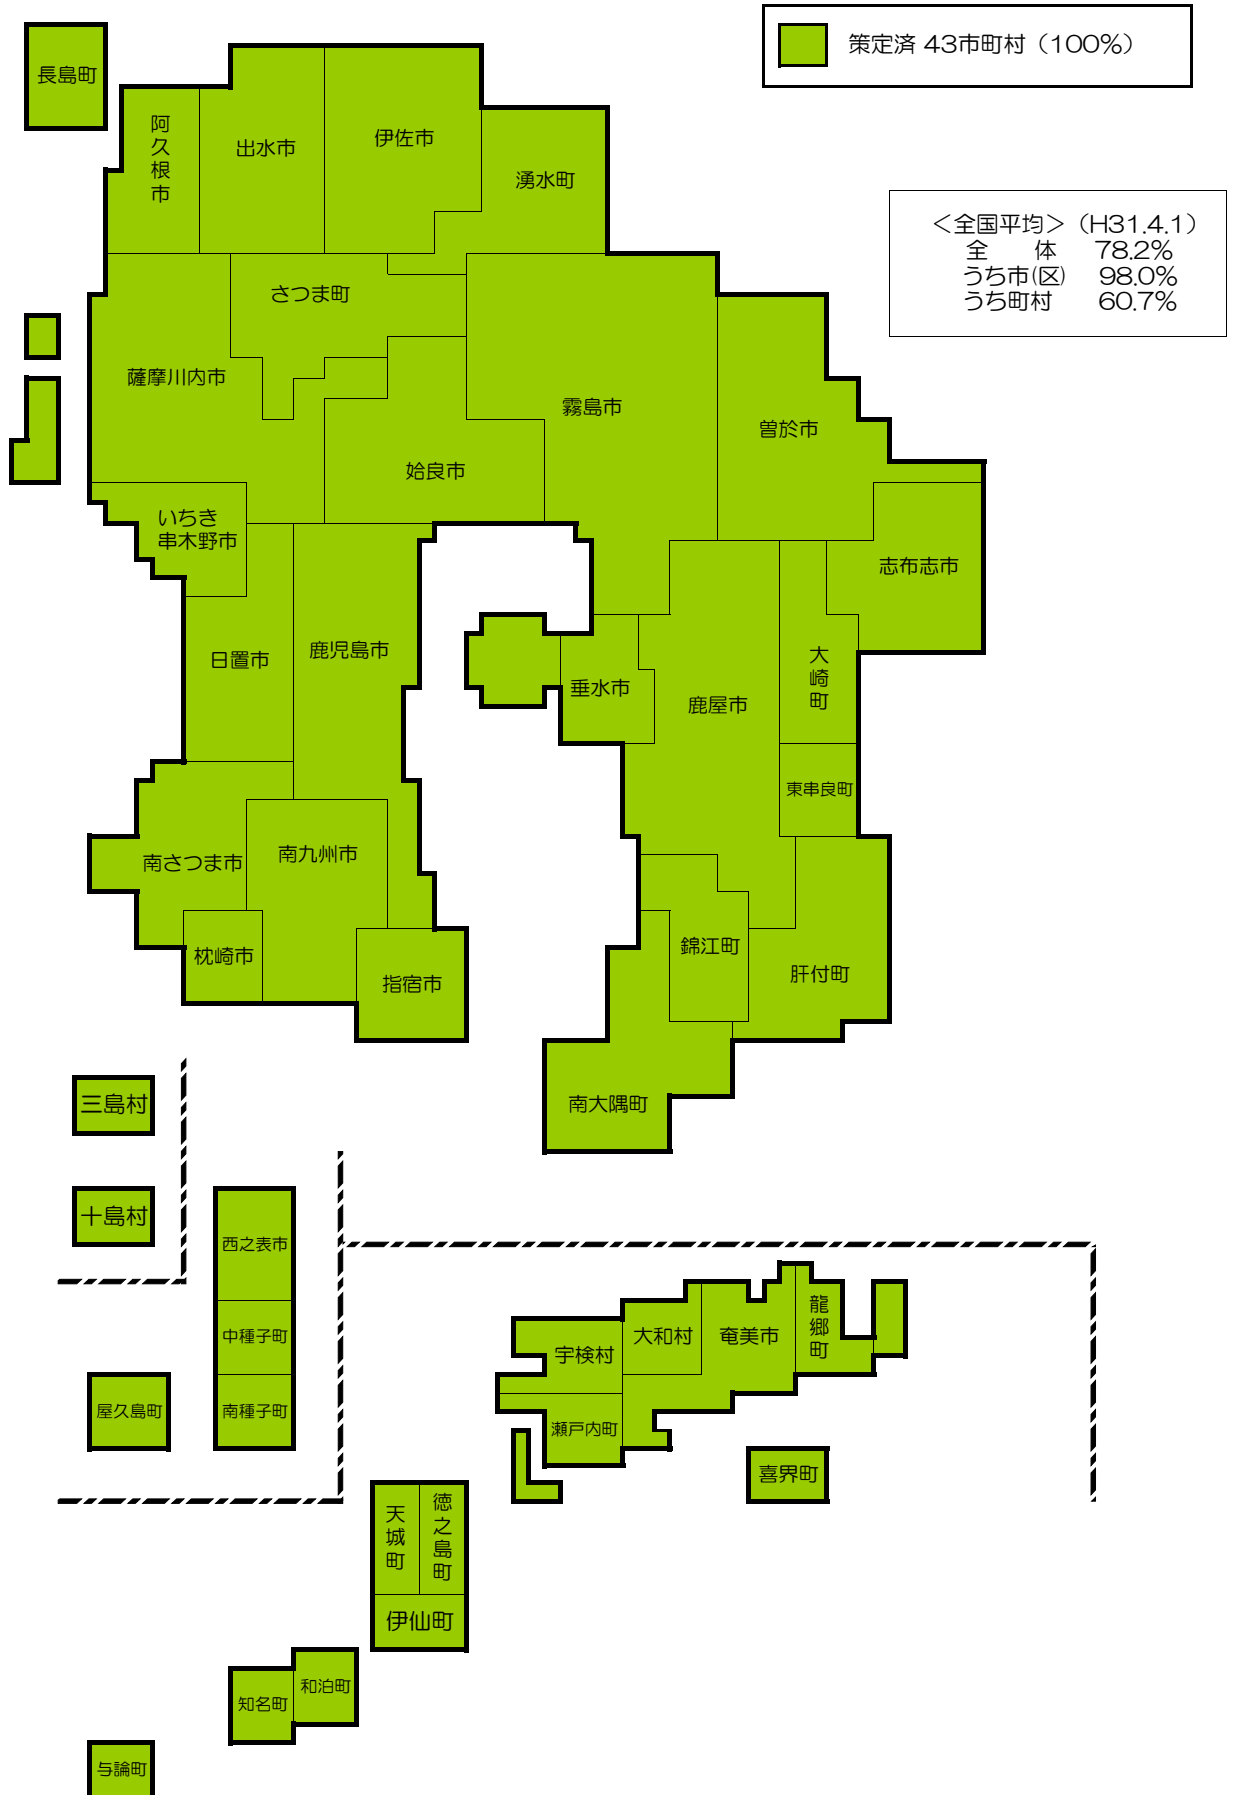 策定済 43市町村（100%）
長島町
阿久根市
出水市
伊佐市
湧水町
＜全国平均＞（H31.4.1）
全　　体　78.2%
うち市(区)　98.0%
うち町村　60.7%
さつま町
薩摩川内市
霧島市
曽於市
姶良市
いちき
串木野市
志布志市
日置市
鹿児島市
垂水市
鹿屋市
大崎町
東串良町
南さつま市
南九州市
枕崎市
指宿市
錦江町
肝付町
南大隅町
三島村
十島村
西之表市
中種子町
南種子町
屋久島町
宇検村
大和村
奄美市
龍郷町
瀬戸内町
喜界町
天城町
徳之島町
伊仙町
和泊町
知名町
与論町